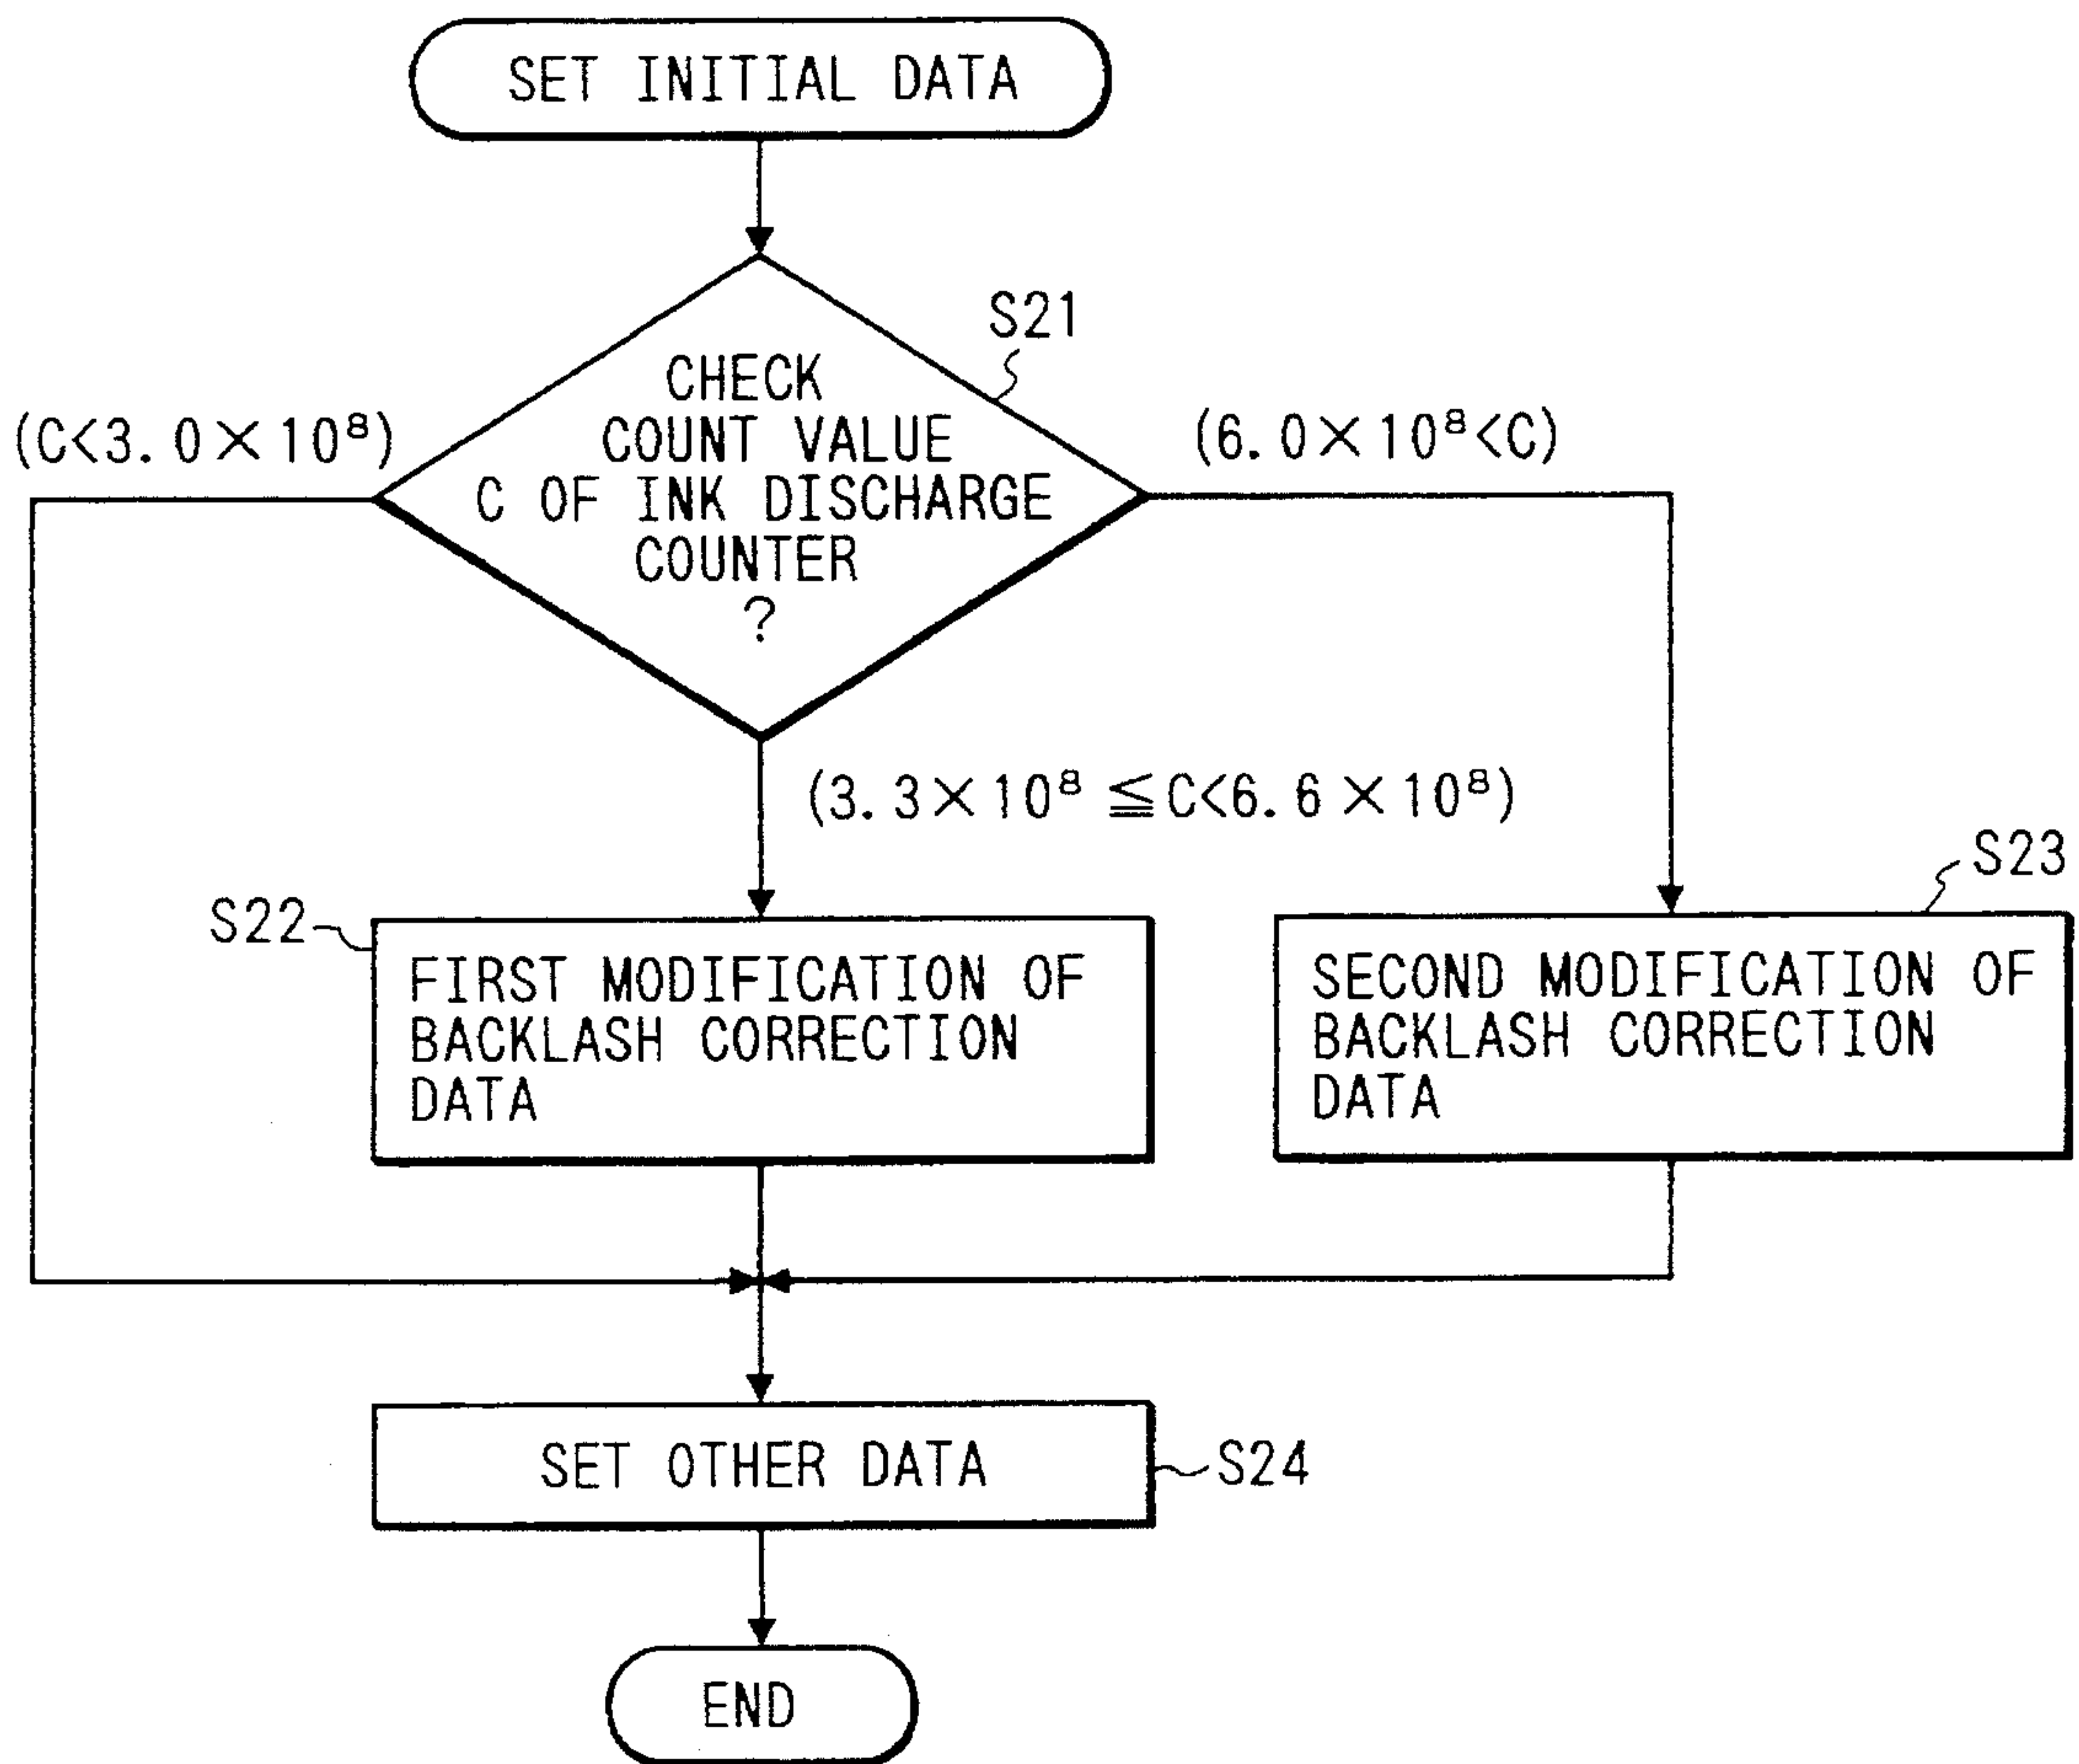 SET INITIAL DATA
S21
CHECK
COUNT VALUE
C OF INK DISCHARGE
COUNTER
?
(C<3.0×10⁸)
(6.0×10⁸<C)
(3.3×10⁸≦C<6.6×10⁸)
S22
FIRST MODIFICATION OF
BACKLASH CORRECTION
DATA
S23
SECOND MODIFICATION OF
BACKLASH CORRECTION
DATA
SET OTHER DATA
S24
END